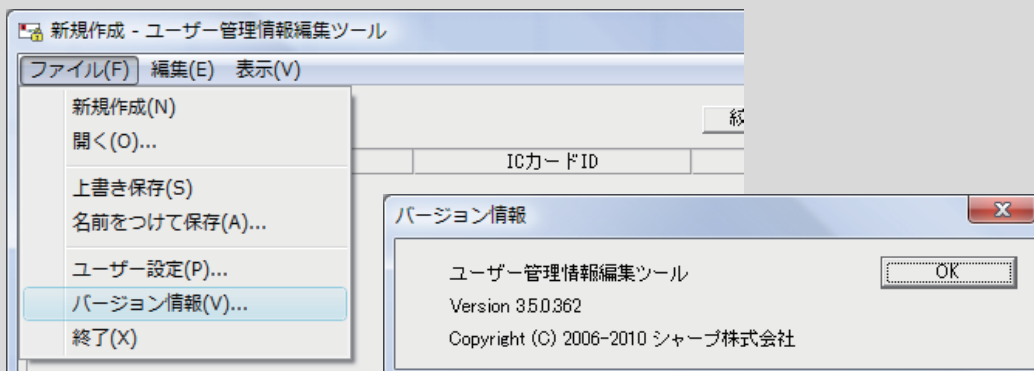 新規作成 - ユーザー管理情報編集ツール
ファイル(F) 編集(E) 表示(V)
新規作成(N)
開く(O)...
上書き保存(S)
名前をつけて保存(A)...
ユーザー設定(P)...
バージョン情報(V)...
終了(X)
ICカードID
バージョン情報
ユーザー管理情報編集ツール
OK
Version 3.5.0.362
Copyright (C) 2006-2010 シャープ株式会社